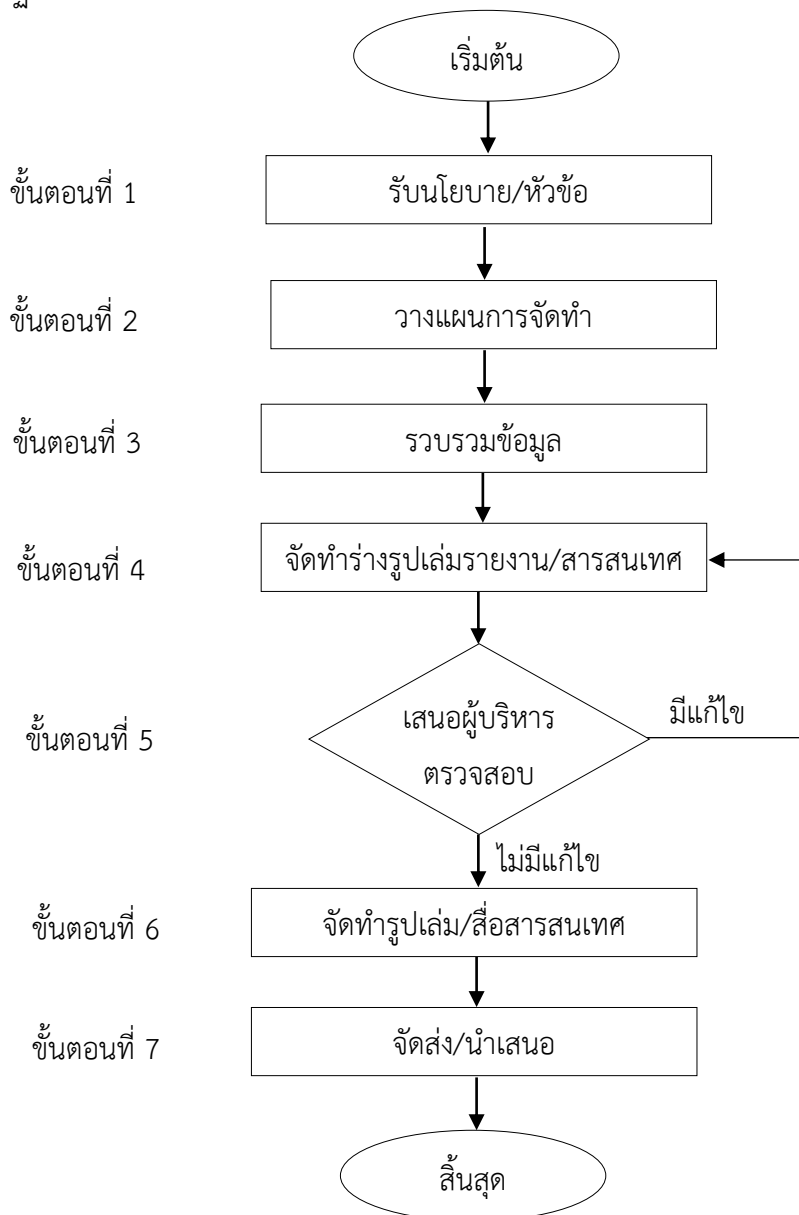 เริ่มต้น
ขั้นตอนที่ 1
รับนโยบาย/หัวข้อ
ขั้นตอนที่ 2
วางแผนการจัดทำ
ขั้นตอนที่ 3
รวบรวมข้อมูล
ขั้นตอนที่ 4
จัดทำร่างรูปเล่มรายงาน/สารสนเทศ
ขั้นตอนที่ 5
เสนอผู้บริหาร
ตรวจสอบ
มีแก้ไข
ไม่มีแก้ไข
ขั้นตอนที่ 6
จัดทำรูปเล่ม/สื่อสารสนเทศ
ขั้นตอนที่ 7
จัดส่ง/นำเสนอ
สิ้นสุด